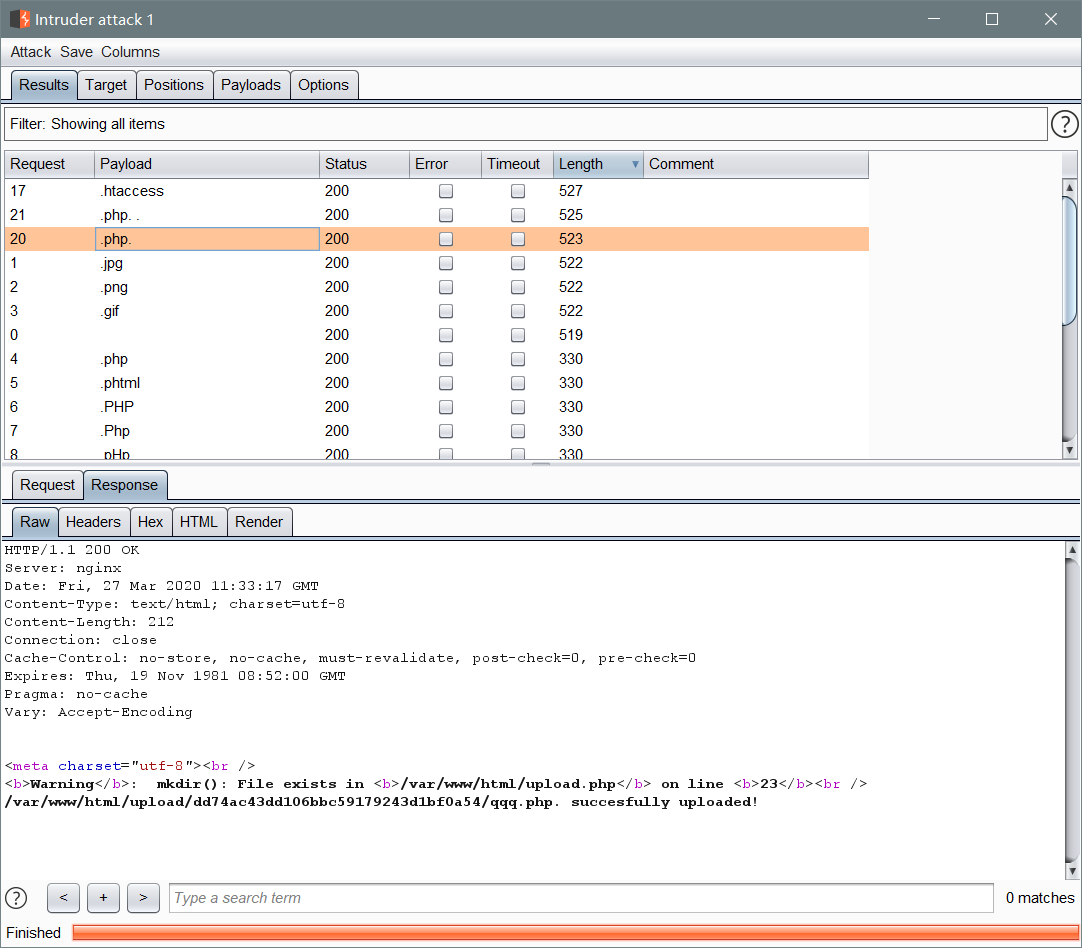 Intruder attack 1
Attack Save Columns
Results Target Positions Payloads Options
Filter: Showing all items ?
Request Payload Status Error Timeout Length Comment
17 .htaccess 200 527
21 .php. . 200 525
20 .php. 200 523
1 .jpg 200 522
2 .png 200 522
3 .gif 200 522
0 200 519
4 .php 200 330
5 .phtml 200 330
6 .PHP 200 330
7 .Php 200 330
8 .pHp 200 330
Request Response
Raw Headers Hex HTML Render
HTTP/1.1 200 OK
Server: nginx
Date: Fri, 27 Mar 2020 11:33:17 GMT
Content-Type: text/html; charset=utf-8
Content-Length: 212
Connection: close
Cache-Control: no-store, no-cache, must-revalidate, post-check=0, pre-check=0
Expires: Thu, 19 Nov 1981 08:52:00 GMT
Pragma: no-cache
Vary: Accept-Encoding
<meta charset="utf-8"><br />
<b>Warning</b>:  mkdir(): File exists in <b>/var/www/html/upload.php</b> on line <b>23</b><br />
/var/www/html/upload/dd74ac43dd106bbc59179243d1bf0a54/qqq.php. succesfully uploaded!
? < + > Type a search term 0 matches
Finished